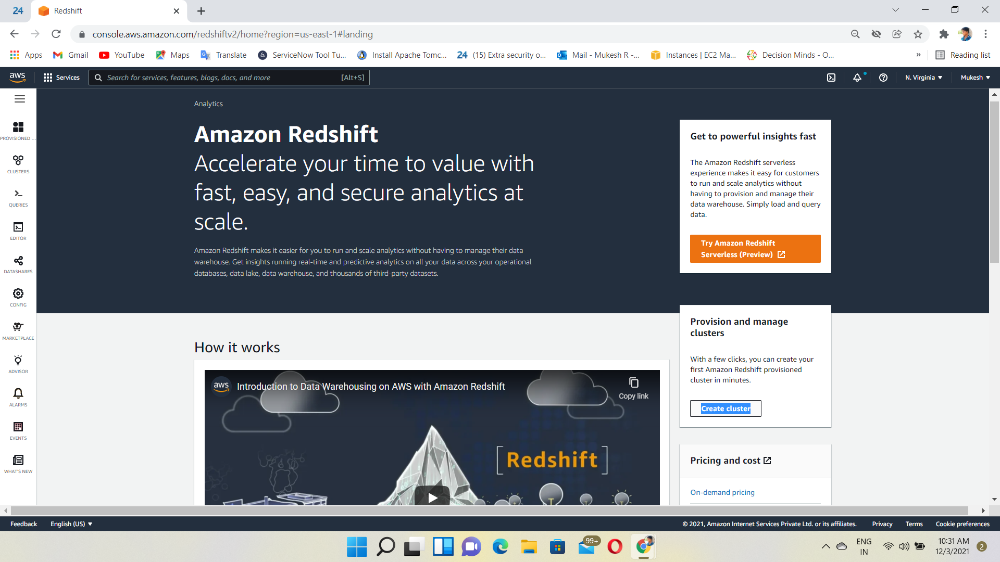 24
Redshift
console.aws.amazon.com/redshiftv2/home?region=us-east-1#landing
Apps
Gmail
YouTube
Maps
Translate
ServiceNow Tool Tu...
Install Apache Tomc...
24 (15) Extra security o...
Mail - Mukesh R -...
Instances | EC2 Ma...
Decision Minds - O...
»
Reading list
aws
Services
Search for services, features, blogs, docs, and more
[Alt+S]
N. Virginia
Mukesh
PROVISIONED ...
CLUSTERS
QUERIES
EDITOR
DATASHARES
CONFIG
MARKETPLACE
ADVISOR
ALARMS
EVENTS
WHAT'S NEW
Analytics
Amazon Redshift
Accelerate your time to value with
fast, easy, and secure analytics at
scale.
Amazon Redshift makes it easier for you to run and scale analytics without having to manage their data
warehouse. Get insights running real-time and predictive analytics on all your data across your operational
databases, data lake, data warehouse, and thousands of third-party datasets.
Get to powerful insights fast
The Amazon Redshift serverless
experience makes it easy for customers
to run and scale analytics without
having to provision and manage their
data warehouse. Simply load and query
data.
Try Amazon Redshift
Serverless (Preview)
How it works
aws
Introduction to Data Warehousing on AWS with Amazon Redshift
Copy link
[Redshift]
Provision and manage
clusters
With a few clicks, you can create your
first Amazon Redshift provisioned
cluster in minutes.
Create cluster
Pricing and cost
On-demand pricing
Feedback
English (US)
© 2021, Amazon Internet Services Private Ltd. or its affiliates.
Privacy
Terms
Cookie preferences
99+
ENG
IN
10:31 AM
12/3/2021
2